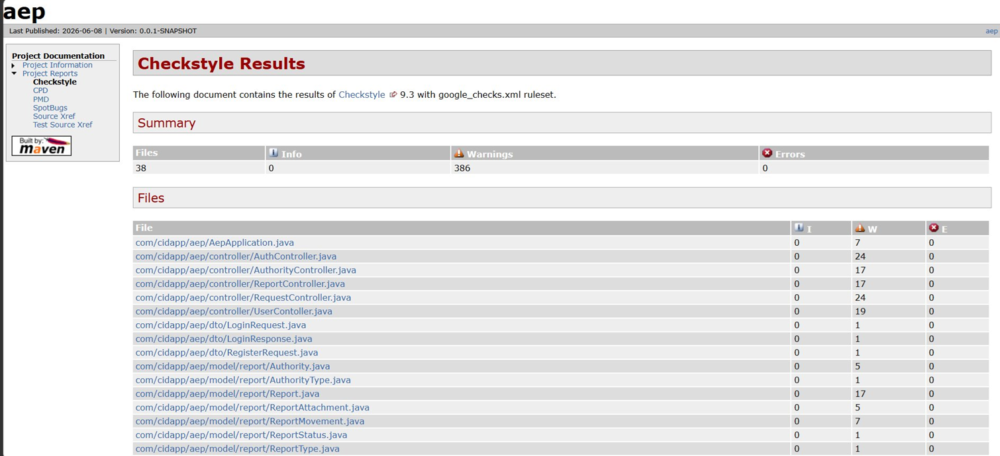 aep
Last Published: 2026-06-08 | Version: 0.0.1-SNAPSHOT aep
Project Documentation
Project Information
Project Reports
Checkstyle
CPD
PMD
SpotBugs
Source Xref
Test Source Xref
Built by:
maven
Checkstyle Results
The following document contains the results of Checkstyle 9.3 with google_checks.xml ruleset.
Summary
Files Info Warnings Errors
38 0 386 0
Files
File I W E
com/cidapp/aep/AepApplication.java 0 7 0
com/cidapp/aep/controller/AuthController.java 0 24 0
com/cidapp/aep/controller/AuthorityController.java 0 17 0
com/cidapp/aep/controller/ReportController.java 0 17 0
com/cidapp/aep/controller/RequestController.java 0 24 0
com/cidapp/aep/controller/UserContoller.java 0 19 0
com/cidapp/aep/dto/LoginRequest.java 0 1 0
com/cidapp/aep/dto/LoginResponse.java 0 1 0
com/cidapp/aep/dto/RegisterRequest.java 0 1 0
com/cidapp/aep/model/report/Authority.java 0 5 0
com/cidapp/aep/model/report/AuthorityType.java 0 1 0
com/cidapp/aep/model/report/Report.java 0 17 0
com/cidapp/aep/model/report/ReportAttachment.java 0 5 0
com/cidapp/aep/model/report/ReportMovement.java 0 7 0
com/cidapp/aep/model/report/ReportStatus.java 0 1 0
com/cidapp/aep/model/report/ReportType.java 0 1 0